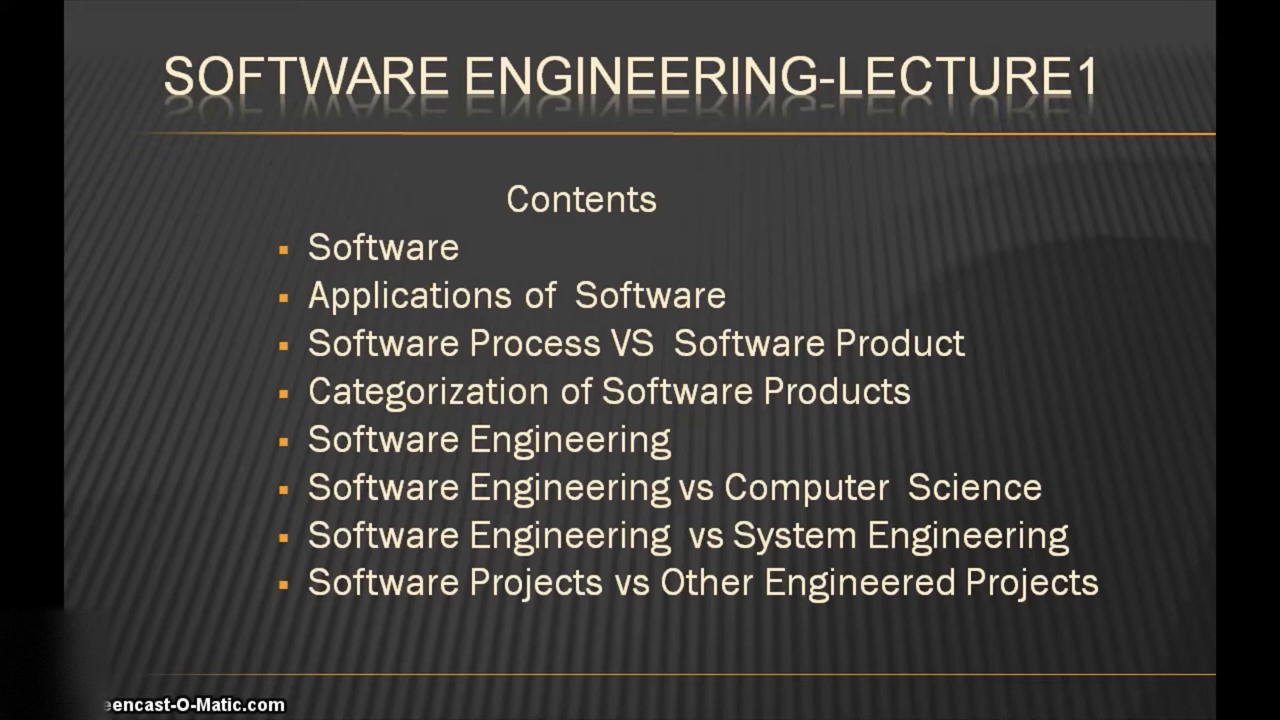 SOFTWARE ENGINEERING-LECTURE1
Contents
Software
Applications of Software
Software Process VS Software Product
Categorization of Software Products
Software Engineering
Software Engineering vs Computer Science
Software Engineering vs System Engineering
Software Projects vs Other Engineered Projects
eencast-O-Matic.com